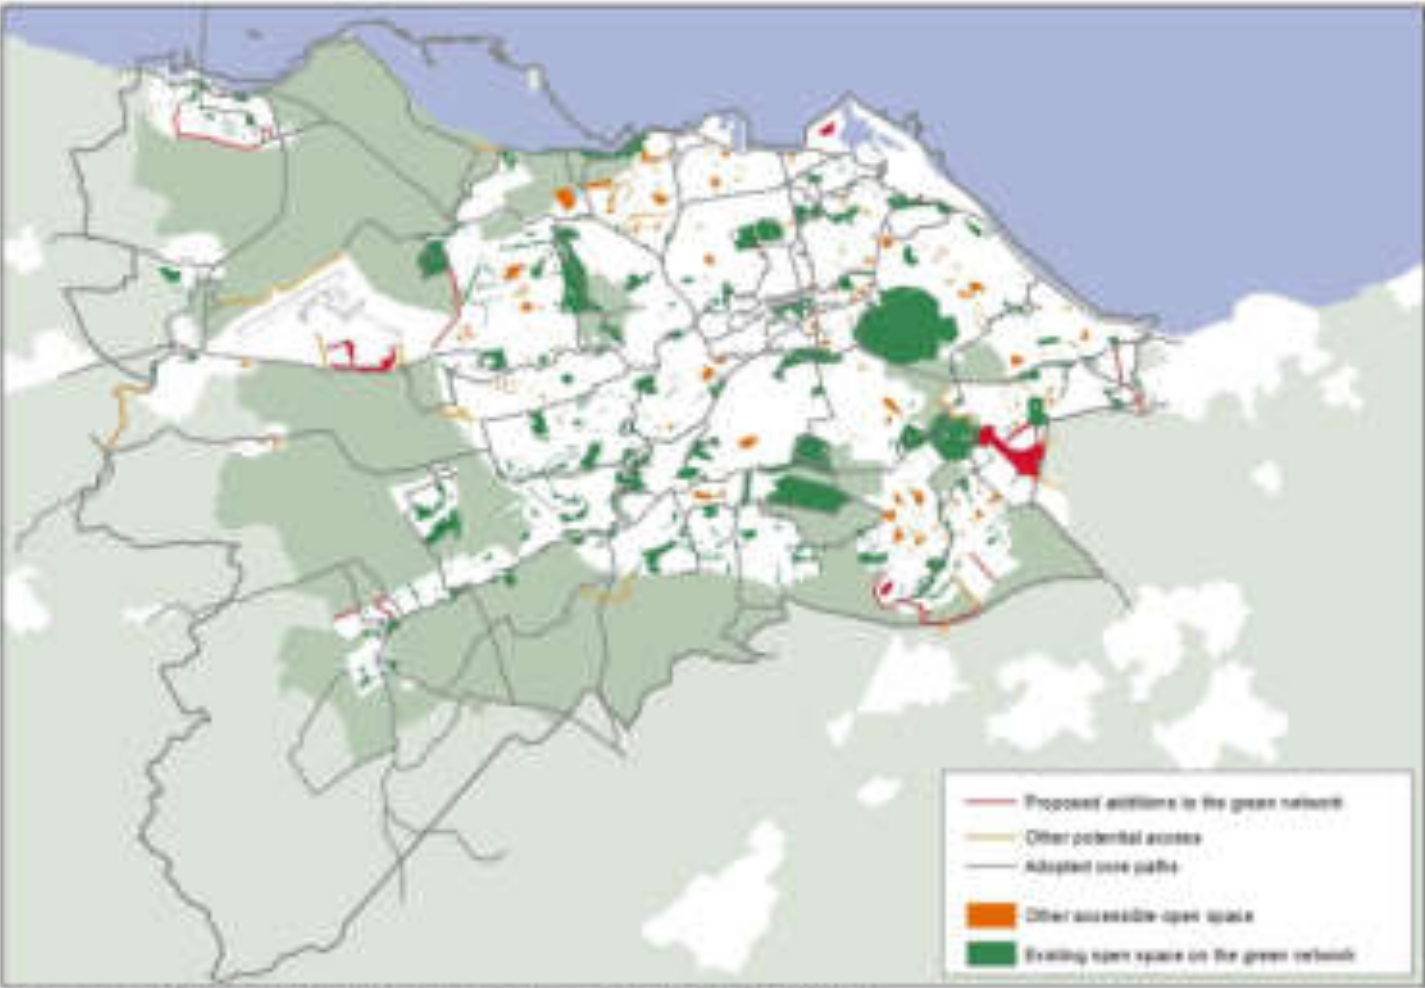 Proposed additions to the green network
Other potential access
Adopted core paths
Other accessible open space
Existing open space on the green network